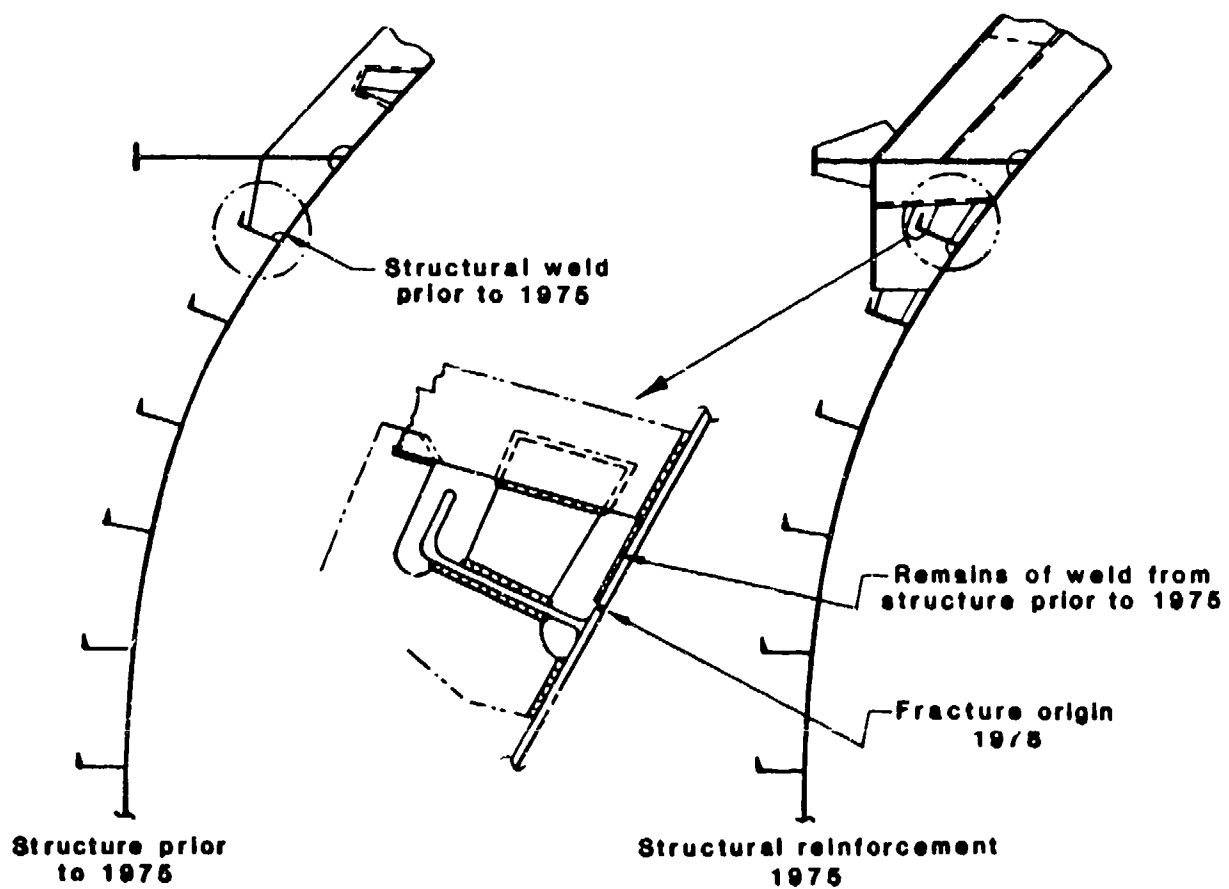 Structural weld
prior to 1975
Remains of weld from
structure prior to 1975
Fracture origin
1975
Structure prior
to 1975
Structural reinforcement
1975